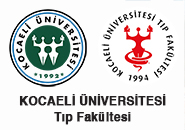 KOCAELİ ÜNİVERSİTESİ
1992
KOCAELİ ÜNİVERSİTESİ TIP FAKÜLTESİ
1994
KOCAELİ ÜNİVERSİTESİ
Tıp Fakültesi